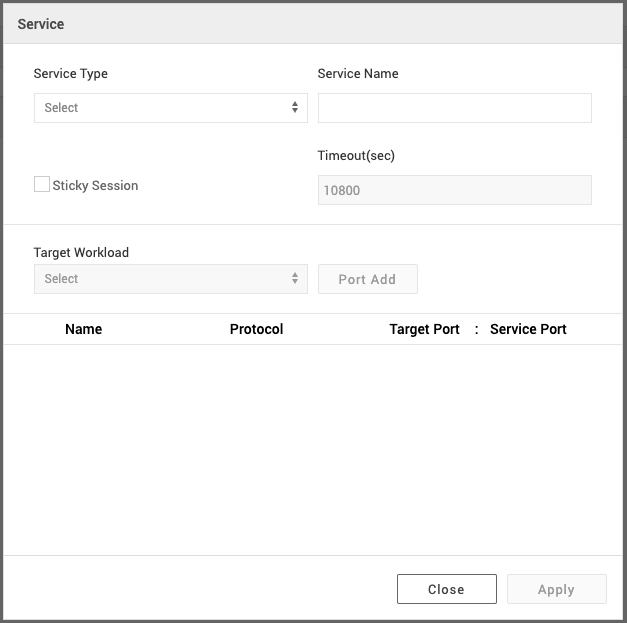 Service
Service Type
Service Name
Select
Timeout(sec)
Sticky Session
10800
Target Workload
Select
Port Add
Name Protocol Target Port : Service Port
Close Apply